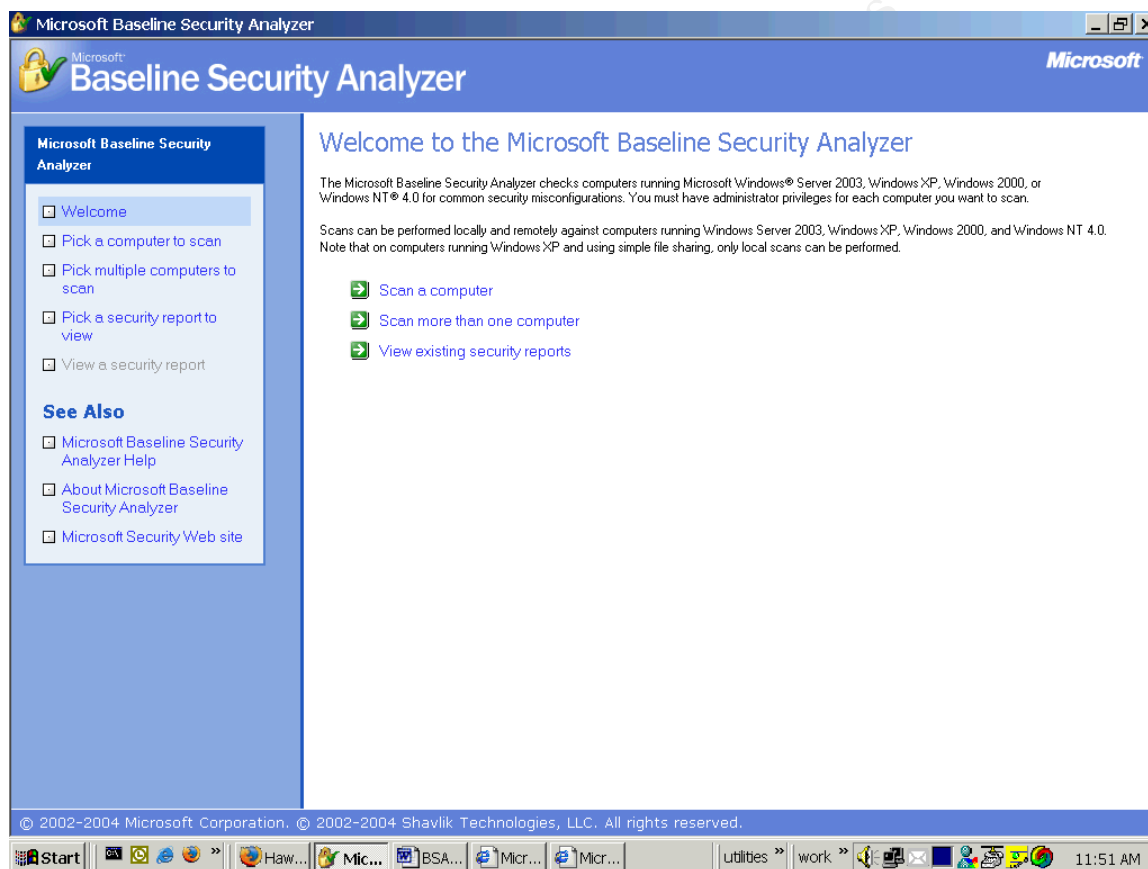 Microsoft Baseline Security Analyzer
Microsoft
Baseline Security Analyzer
Microsoft
Microsoft Baseline Security
Analyzer
Welcome
Pick a computer to scan
Pick multiple computers to
scan
Pick a security report to
view
View a security report
See Also
Microsoft Baseline Security
Analyzer Help
About Microsoft Baseline
Security Analyzer
Microsoft Security Web site
Welcome to the Microsoft Baseline Security Analyzer
The Microsoft Baseline Security Analyzer checks computers running Microsoft Windows® Server 2003, Windows XP, Windows 2000, or
Windows NT® 4.0 for common security misconfigurations. You must have administrator privileges for each computer you want to scan.
Scans can be performed locally and remotely against computers running Windows Server 2003, Windows XP, Windows 2000, and Windows NT 4.0.
Note that on computers running Windows XP and using simple file sharing, only local scans can be performed.
Scan a computer
Scan more than one computer
View existing security reports
© 2002-2004 Microsoft Corporation. © 2002-2004 Shavlik Technologies, LLC. All rights reserved.
Start » Haw... Mic... BSA... Micr... Micr... utilities » work » 11:51 AM